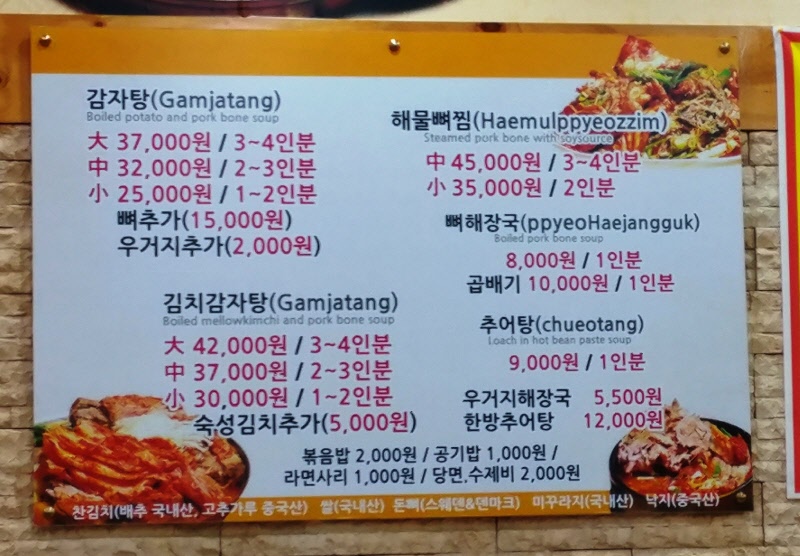 감자탕(Gamjatang)
Boiled potato and pork bone soup
大 37,000원 / 3~4인분
中 32,000원 / 2~3인분
小 25,000원 / 1~2인분
뼈추가(15,000원)
우거지추가(2,000원)
김치감자탕(Gamjatang)
Boiled mellowkimchi and pork bone soup
大 42,000원 / 3~4인분
中 37,000원 / 2~3인분
小 30,000원 / 1~2인분
숙성김치추가(5,000원)
해물뼈찜(Haemulppyeozzim)
Steamed pork bone with soysource
中 45,000원 / 3~4인분
小 35,000원 / 2인분
뼈해장국(ppyeoHaejangguk)
Boiled pork bone soup
8,000원 / 1인분
곱배기 10,000원 / 1인분
추어탕(chueotang)
Loach in hot bean paste soup
9,000원 / 1인분
우거지해장국 5,500원
한방추어탕 12,000원
볶음밥 2,000원 / 공기밥 1,000원 /
라면사리 1,000원 / 당면,수제비 2,000원
찬김치(배추 국내산, 고추가루 중국산) 쌀(국내산) 돈뼈(스웨덴&덴마크) 미꾸라지(국내산) 낙지(중국산)